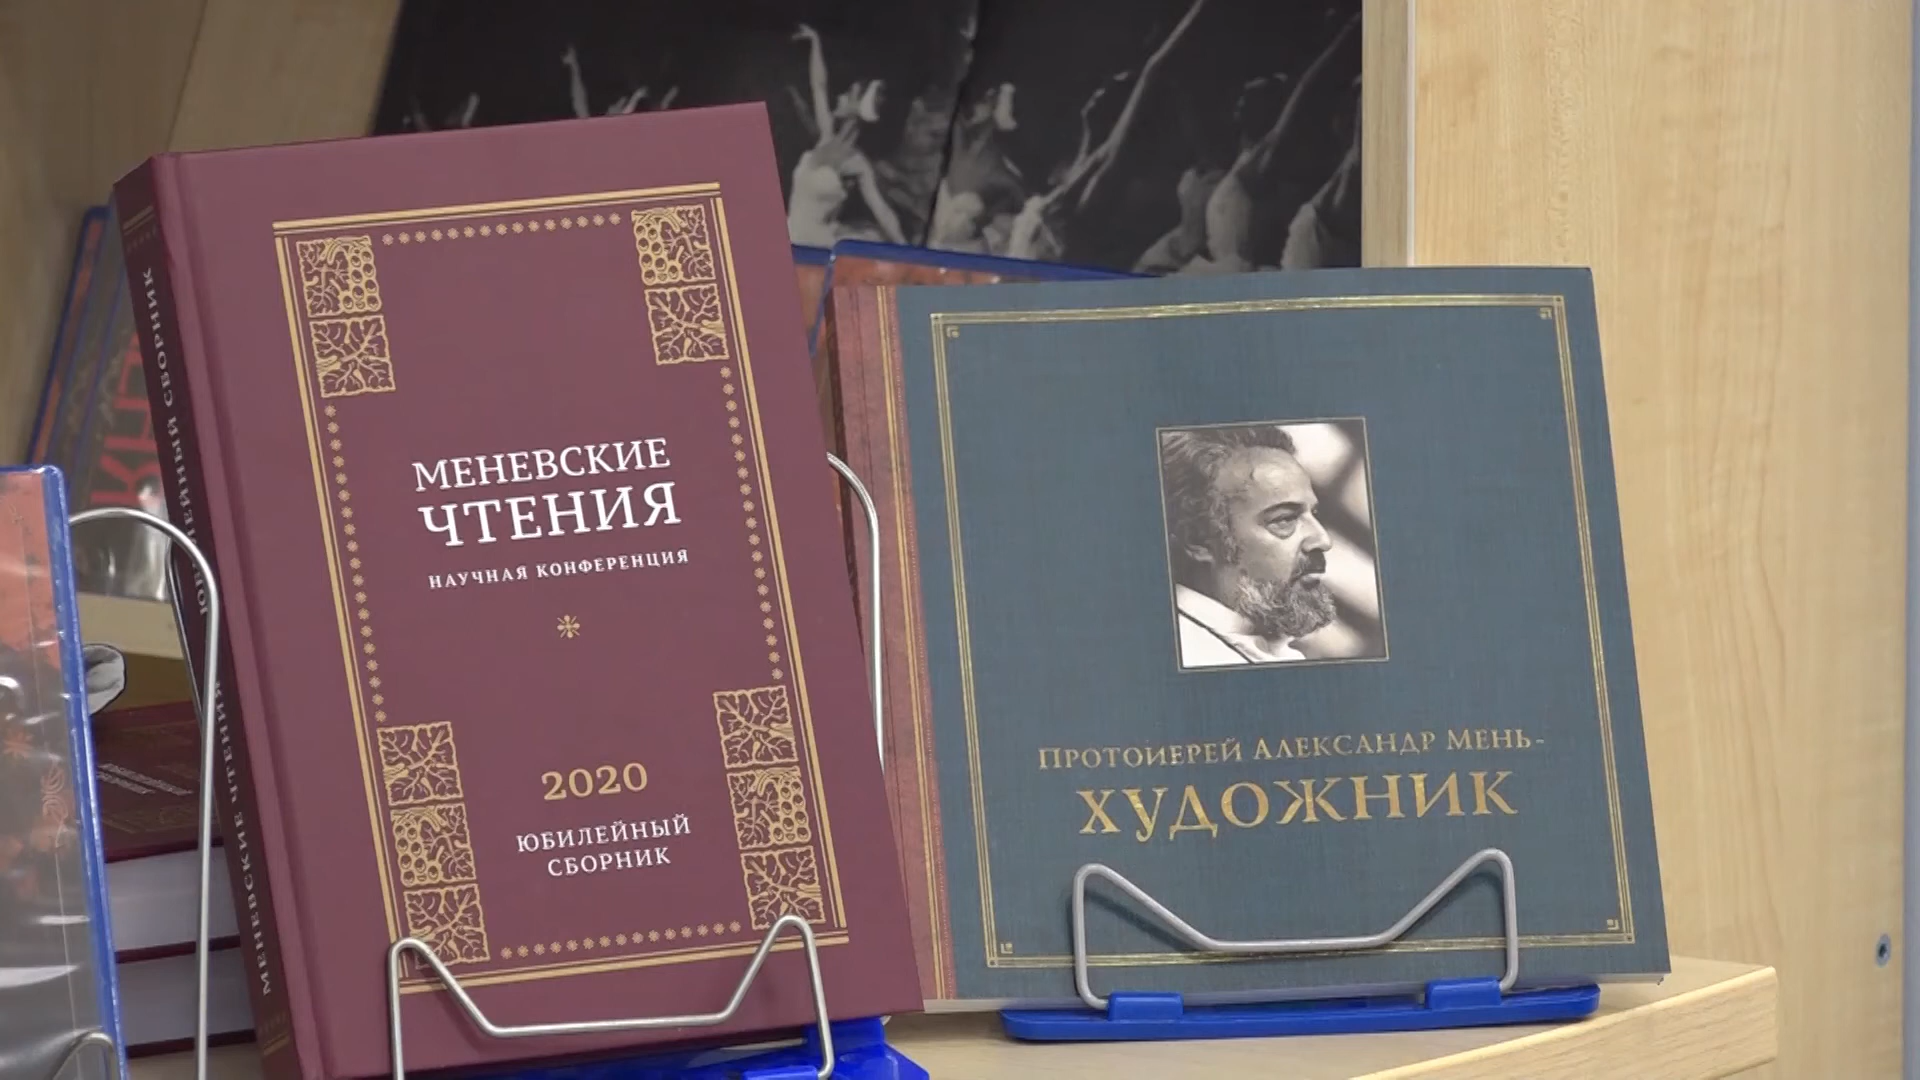 МЕНЕВСКИЕ
ЧТЕНИЯ
НАУЧНАЯ КОНФЕРЕНЦИЯ
2020
ЮБИЛЕЙНЫЙ
СБОРНИК
МЕНЕВСКИЕ ЧТЕНИЯ ЮБИЛЕЙНЫЙ СБОРНИК
ПРОТОИЕРЕЙ АЛЕКСАНДР МЕНЬ-
ХУДОЖНИК